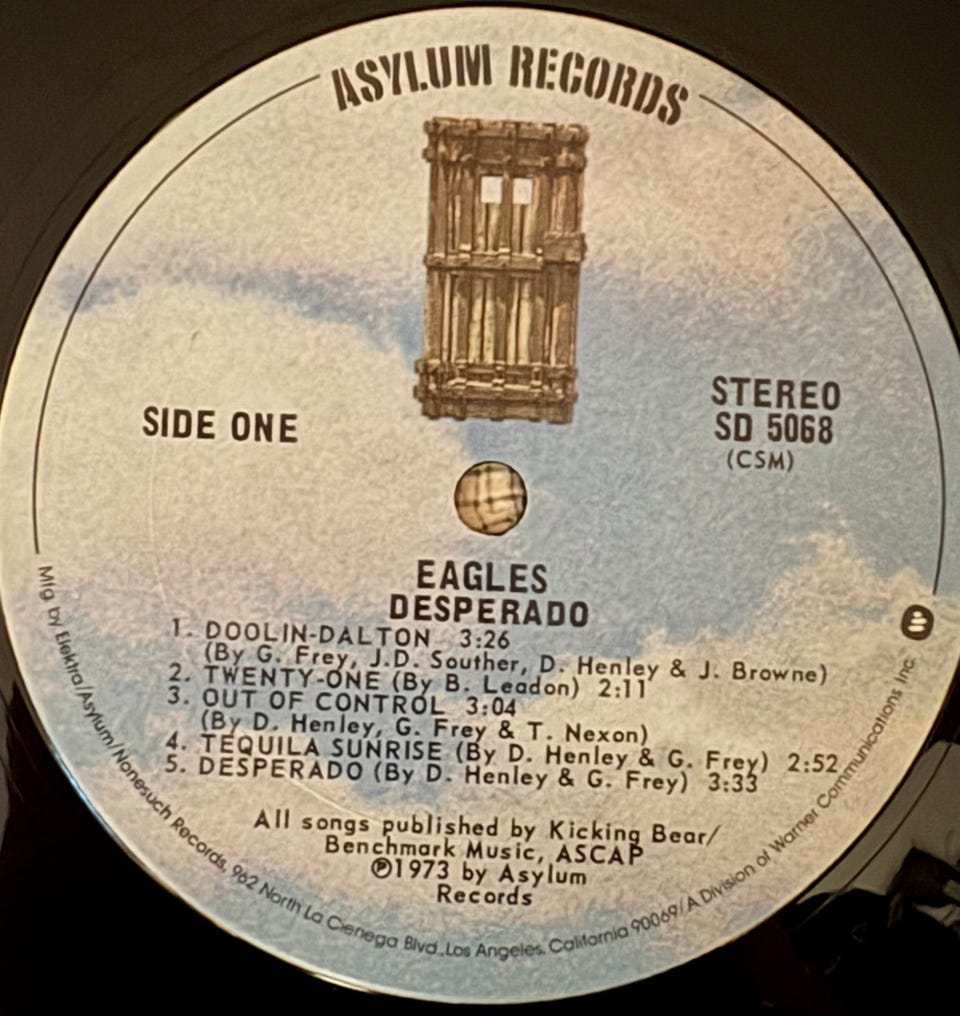 ASYLUM RECORDS
SIDE ONE
STEREO
SD 5068
(CSM)
EAGLES
DESPERADO
1. DOOLIN-DALTON 3:26
(By G. Frey, J.D. Souther, D. Henley & J. Browne)
2. TWENTY-ONE (By B. Leadon) 2:11
3. OUT OF CONTROL 3:04
(By D. Henley, G. Frey & T. Nexon)
4. TEQUILA SUNRISE (By D. Henley & G. Frey) 2:52
5. DESPERADO (By D. Henley & G. Frey) 3:33
All songs published by Kicking Bear/
Benchmark Music, ASCAP
℗1973 by Asylum
Records
Mfg. by Elektra/Asylum/Nonesuch Records, 962 North La Cienega Blvd., Los Angeles, California 90069/A Division of Warner Communications Inc.